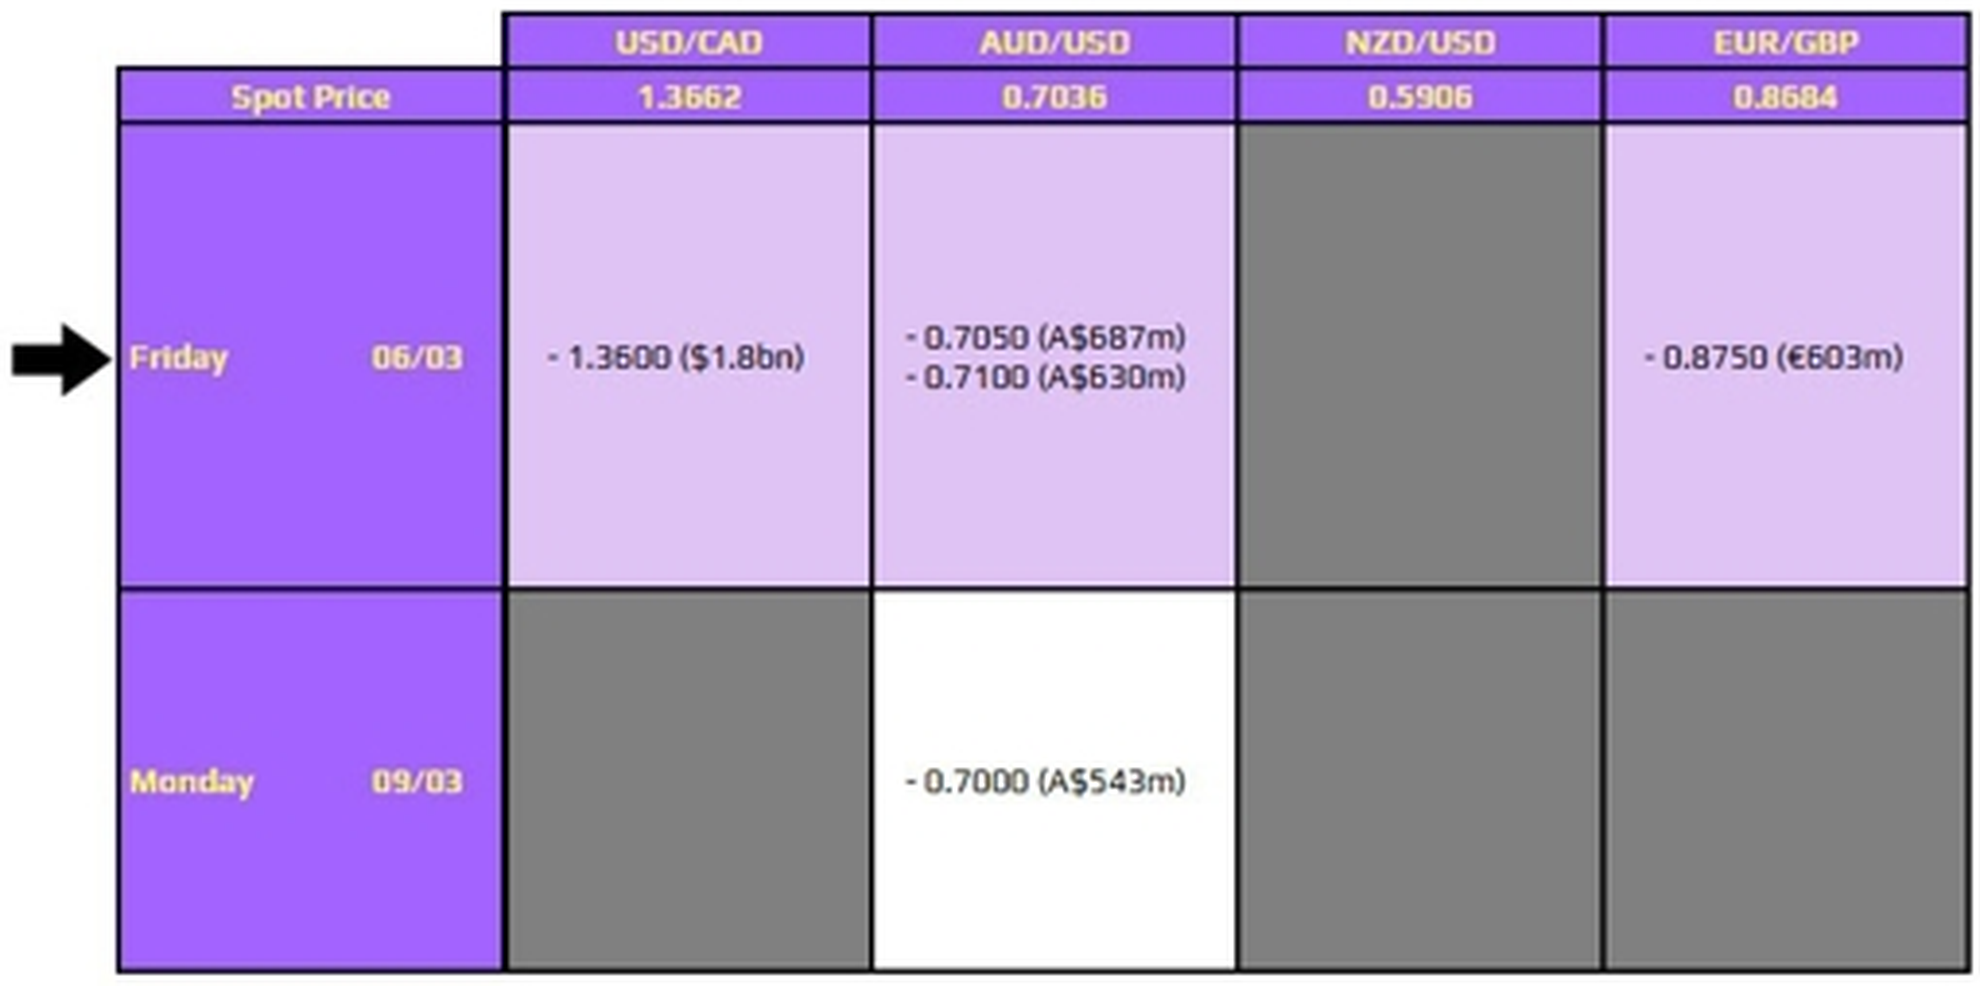 USD/CAD AUD/USD NZD/USD EUR/GBP
Spot Price 1.3662 0.7036 0.5906 0.8684
Friday 06/03 - 1.3600 ($1.8bn) - 0.7050 (A$687m) - 0.8750 (€603m)
- 0.7100 (A$630m)
Monday 09/03 - 0.7000 (A$543m)